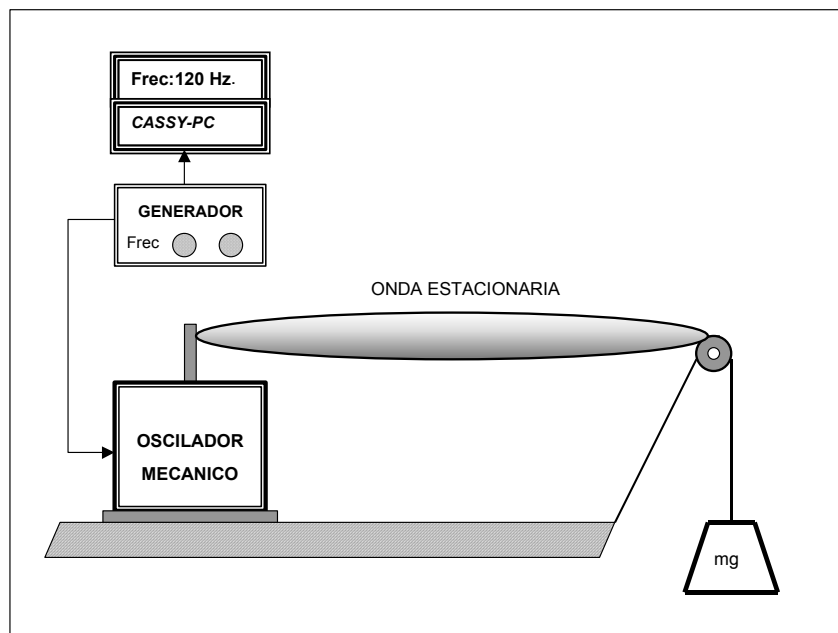 Frec:120 Hz.
CASSY-PC
GENERADOR
Frec
ONDA ESTACIONARIA
OSCILADOR
MECANICO
mg